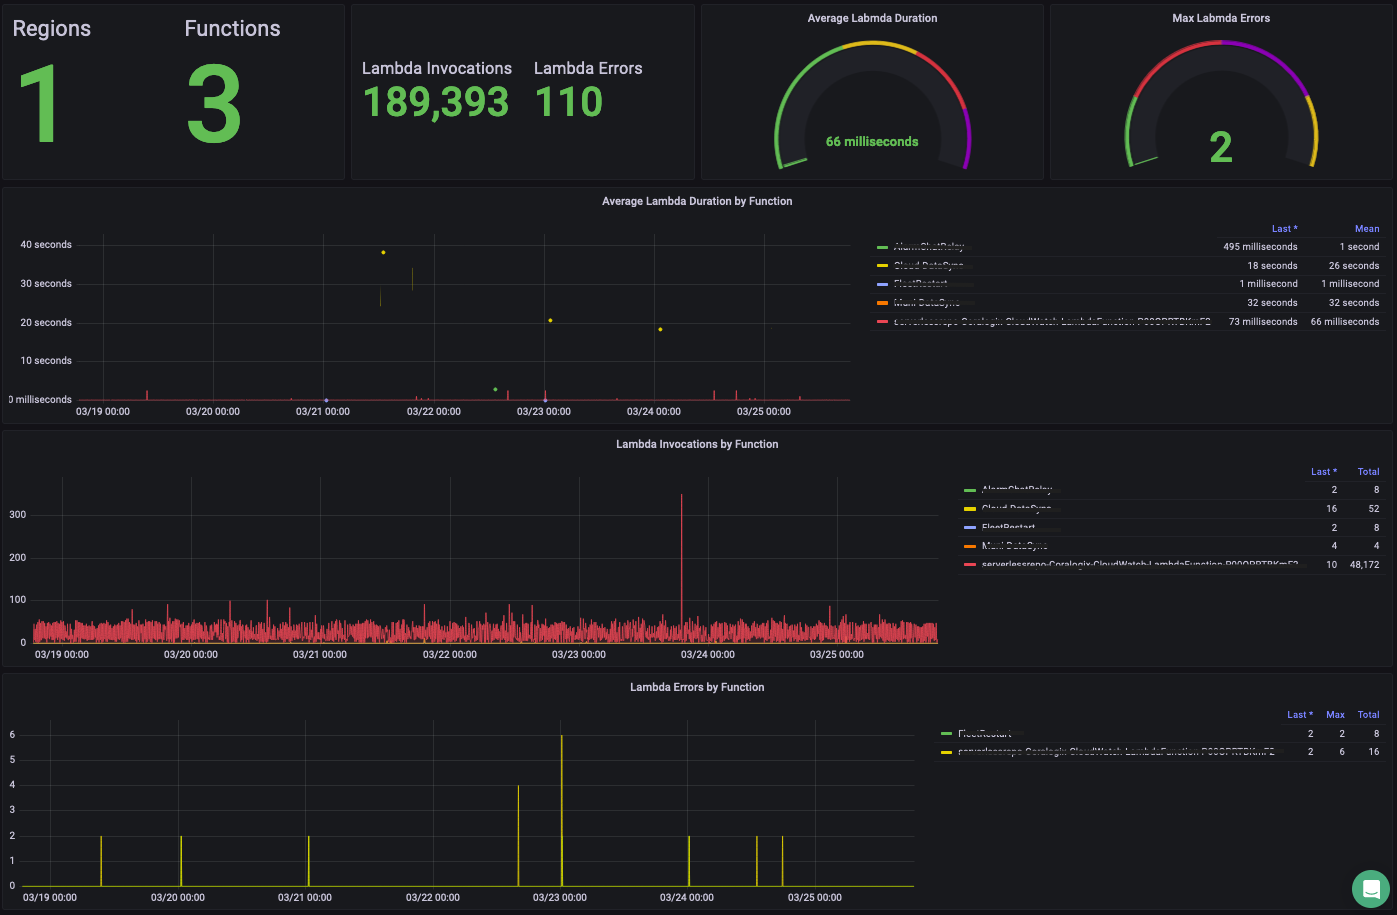 Regions Functions
1 3
Lambda Invocations Lambda Errors
189,393 110
Average Labmda Duration
66 milliseconds
Max Labmda Errors
2
Average Lambda Duration by Function
40 seconds
30 seconds
20 seconds
10 seconds
0 milliseconds
03/19 00:00 03/20 00:00 03/21 00:00 03/22 00:00 03/23 00:00 03/24 00:00 03/25 00:00
Last * Mean
AlarmChatRelay 495 milliseconds 1 second
Cloud DataSync 18 seconds 26 seconds
FleetRestart 1 millisecond 1 millisecond
DataSync 32 seconds 32 seconds
serverlessrepo-Coralogix-CloudWatch-LambdaFunction 73 milliseconds 66 milliseconds
Lambda Invocations by Function
300
200
100
0
03/19 00:00 03/20 00:00 03/21 00:00 03/22 00:00 03/23 00:00 03/24 00:00 03/25 00:00
Last * Total
AlarmChatRelay 2 8
Cloud DataSync 16 52
FleetRestart 2 8
DataSync 4 4
serverlessrepo-Coralogix-CloudWatch-LambdaFunction 10 48,172
Lambda Errors by Function
6
5
4
3
2
1
0
03/19 00:00 03/20 00:00 03/21 00:00 03/22 00:00 03/23 00:00 03/24 00:00 03/25 00:00
Last * Max Total
FleetRestart 2 2 8
serverlessrepo-Coralogix-CloudWatch-LambdaFunction 2 6 16